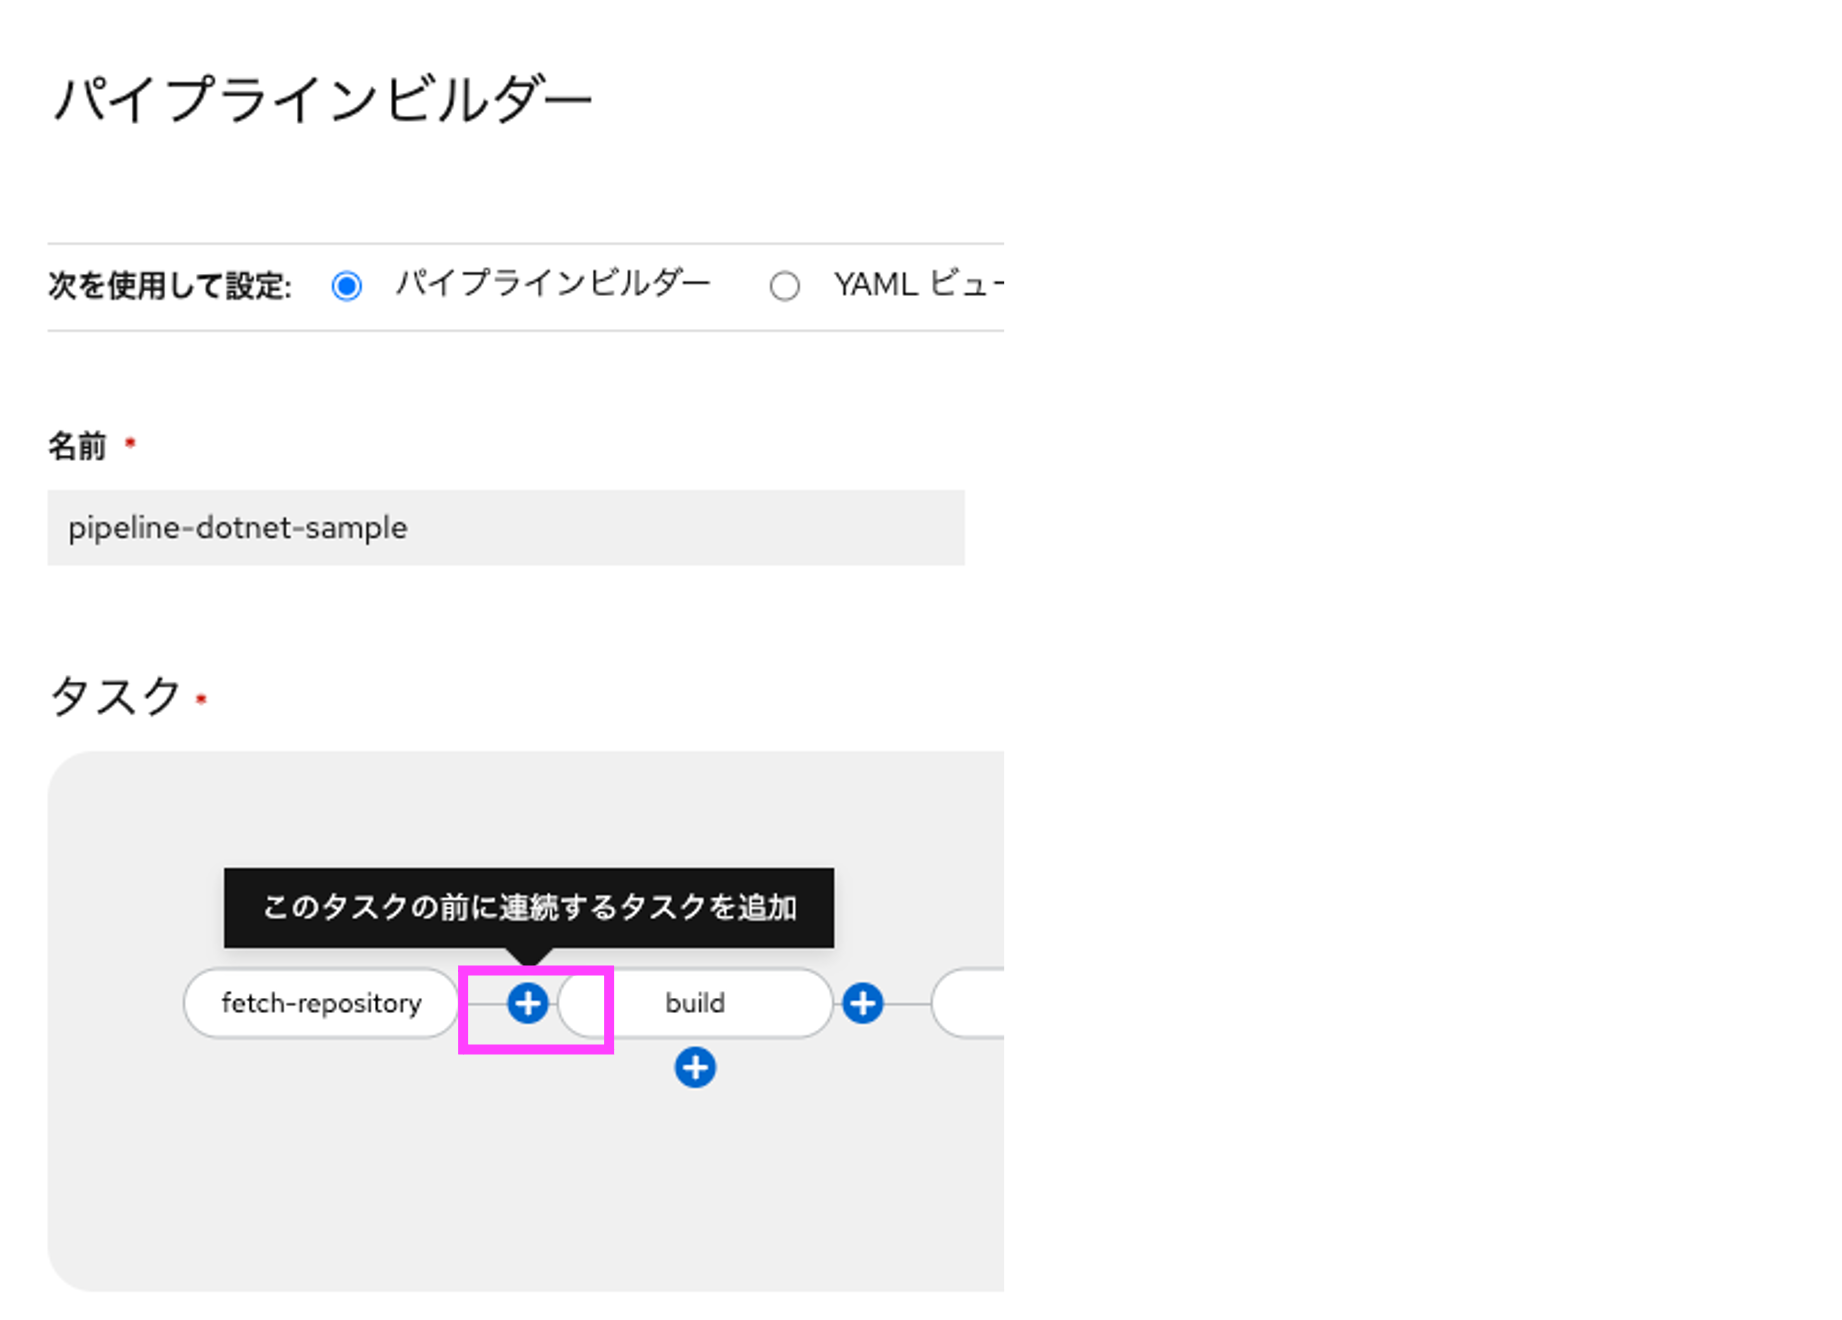 パイプラインビルダー
次を使用して設定: パイプラインビルダー YAML ビュー
名前 *
pipeline-dotnet-sample
タスク *
このタスクの前に連続するタスクを追加
fetch-repository build